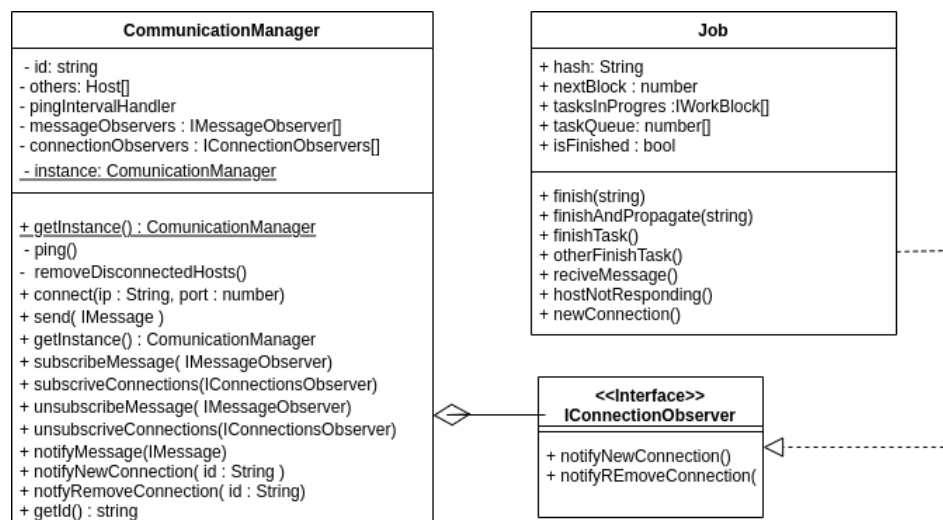 CommunicationManager
- id: string
- others: Host[]
- pingIntervalHandler
- messageObservers : IMessageObserver[]
- connectionObservers : IConnectionObservers[]
- instance: ComunicationManager
+ getInstance() : ComunicationManager
- ping()
- removeDisconnectedHosts()
+ connect(ip : String, port : number)
+ send( IMessage )
+ getInstance() : ComunicationManager
+ subscribeMessage( IMessageObserver)
+ subscriveConnections(IConnectionsObserver)
+ unsubscribeMessage( IMessageObserver)
+ unsubscriveConnections(IConnectionsObserver)
+ notifyMessage(IMessage)
+ notifyNewConnection( id : String )
+ notfyRemoveConnection( id : String)
+ getId() : string
Job
+ hash: String
+ nextBlock : number
+ tasksInProgres :IWorkBlock[]
+ taskQueue: number[]
+ isFinished : bool
+ finish(string)
+ finishAndPropagate(string)
+ finishTask()
+ otherFinishTask()
+ reciveMessage()
+ hostNotResponding()
+ newConnection()
<<Interface>>
IConnectionObserver
+ notifyNewConnection()
+ notifyREmoveConnection(